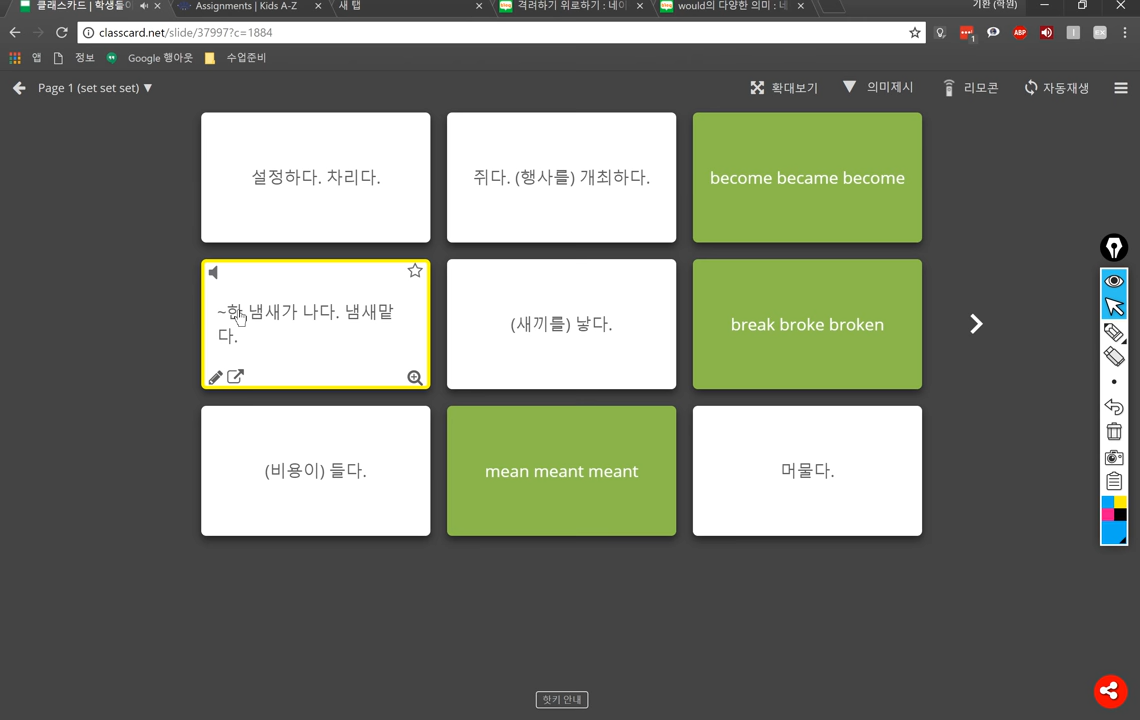 클래스카드 | 학생들이
Assignments | Kids A-Z
새 탭
격려하기 위로하기 : 네이
would의 다양한 의미 : 네
기환 (학원)
classcard.net/slide/37997?c=1884
앱
정보
Google 행아웃
수업준비
Page 1 (set set set) ▼
확대보기
의미제시
리모콘
자동재생
설정하다. 차리다.
쥐다. (행사를) 개최하다.
become became become
~한 냄새가 나다. 냄새맡
다.
(새끼를) 낳다.
break broke broken
(비용이) 들다.
mean meant meant
머물다.
핫키 안내
ABP
1